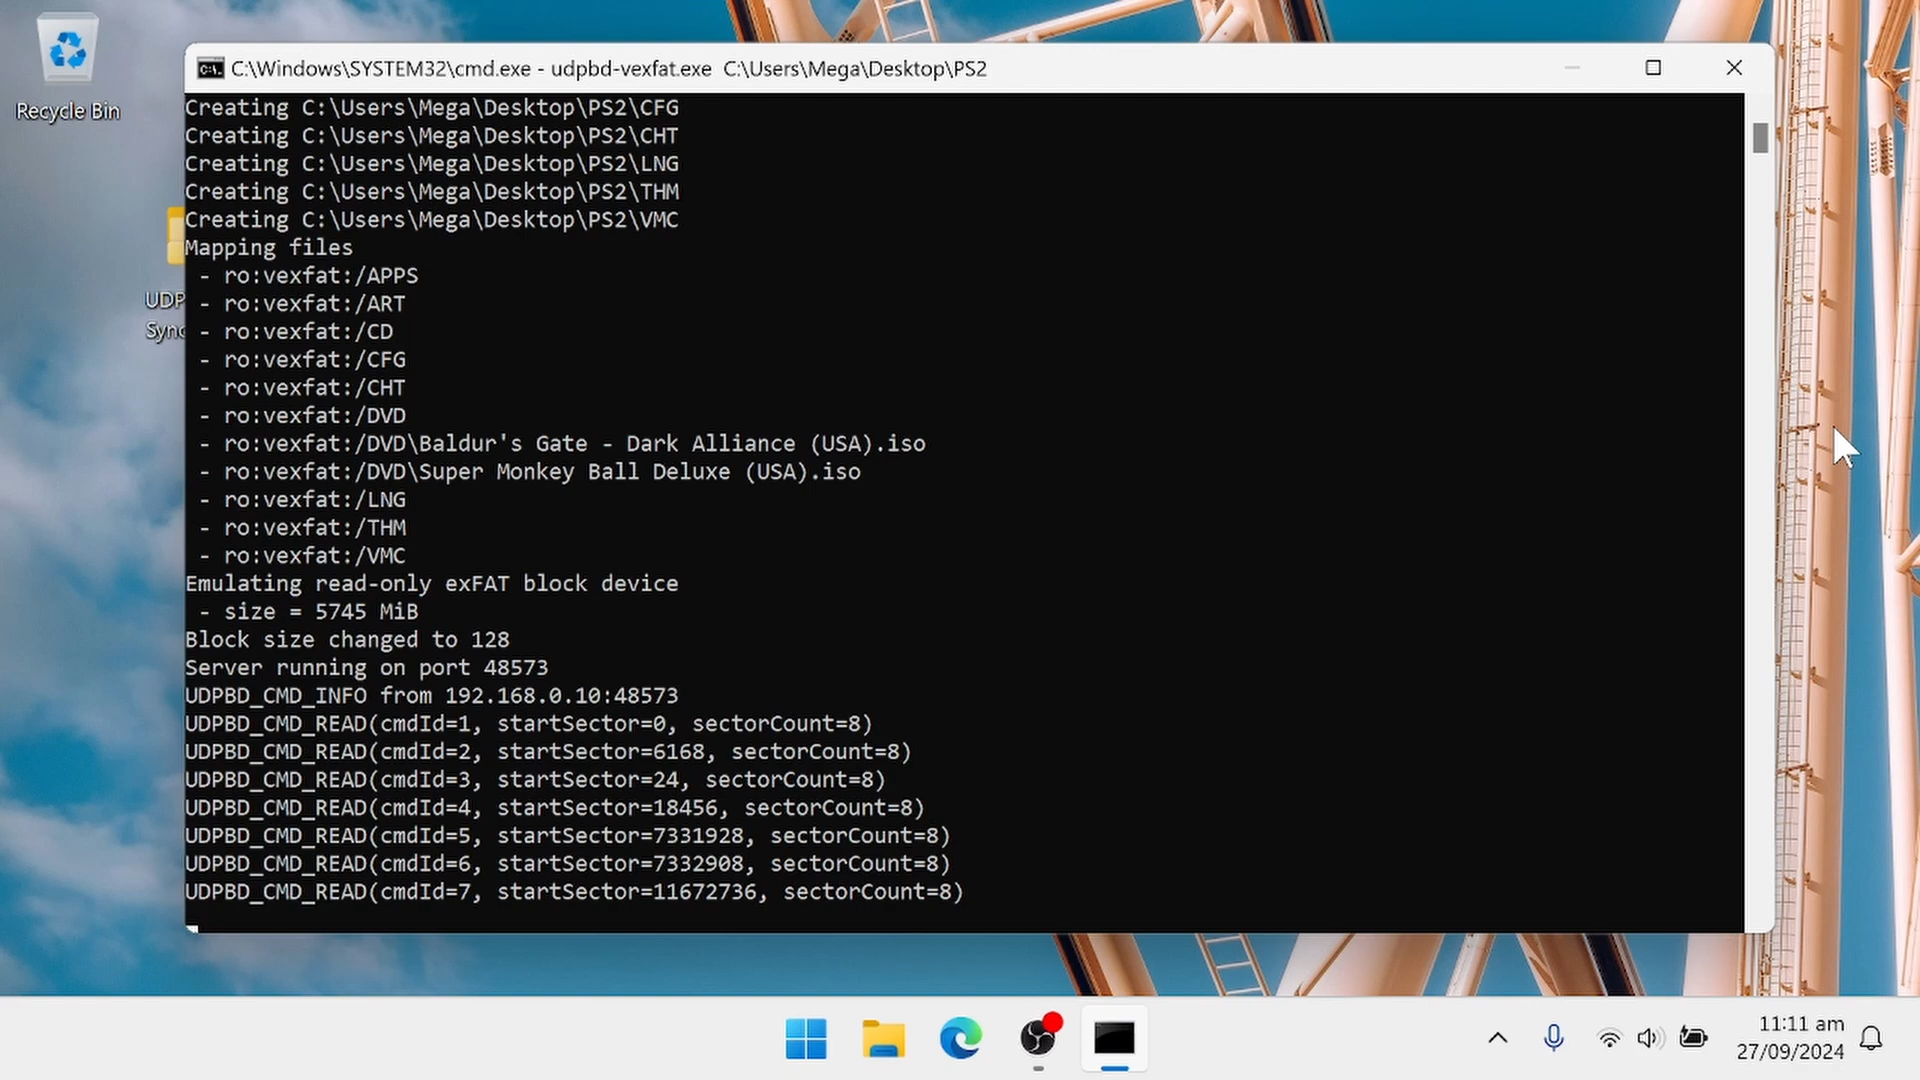 Recycle Bin
UDP
Sync
C:\Windows\SYSTEM32\cmd.exe - udpbd-vexfat.exe  C:\Users\Mega\Desktop\PS2
Creating C:\Users\Mega\Desktop\PS2\CFG
Creating C:\Users\Mega\Desktop\PS2\CHT
Creating C:\Users\Mega\Desktop\PS2\LNG
Creating C:\Users\Mega\Desktop\PS2\THM
Creating C:\Users\Mega\Desktop\PS2\VMC
Mapping files
- ro:vexfat:/APPS
- ro:vexfat:/ART
- ro:vexfat:/CD
- ro:vexfat:/CFG
- ro:vexfat:/CHT
- ro:vexfat:/DVD
- ro:vexfat:/DVD\Baldur's Gate - Dark Alliance (USA).iso
- ro:vexfat:/DVD\Super Monkey Ball Deluxe (USA).iso
- ro:vexfat:/LNG
- ro:vexfat:/THM
- ro:vexfat:/VMC
Emulating read-only exFAT block device
- size = 5745 MiB
Block size changed to 128
Server running on port 48573
UDPBD_CMD_INFO from 192.168.0.10:48573
UDPBD_CMD_READ(cmdId=1, startSector=0, sectorCount=8)
UDPBD_CMD_READ(cmdId=2, startSector=6168, sectorCount=8)
UDPBD_CMD_READ(cmdId=3, startSector=24, sectorCount=8)
UDPBD_CMD_READ(cmdId=4, startSector=18456, sectorCount=8)
UDPBD_CMD_READ(cmdId=5, startSector=7331928, sectorCount=8)
UDPBD_CMD_READ(cmdId=6, startSector=7332908, sectorCount=8)
UDPBD_CMD_READ(cmdId=7, startSector=11672736, sectorCount=8)
11:11 am
27/09/2024